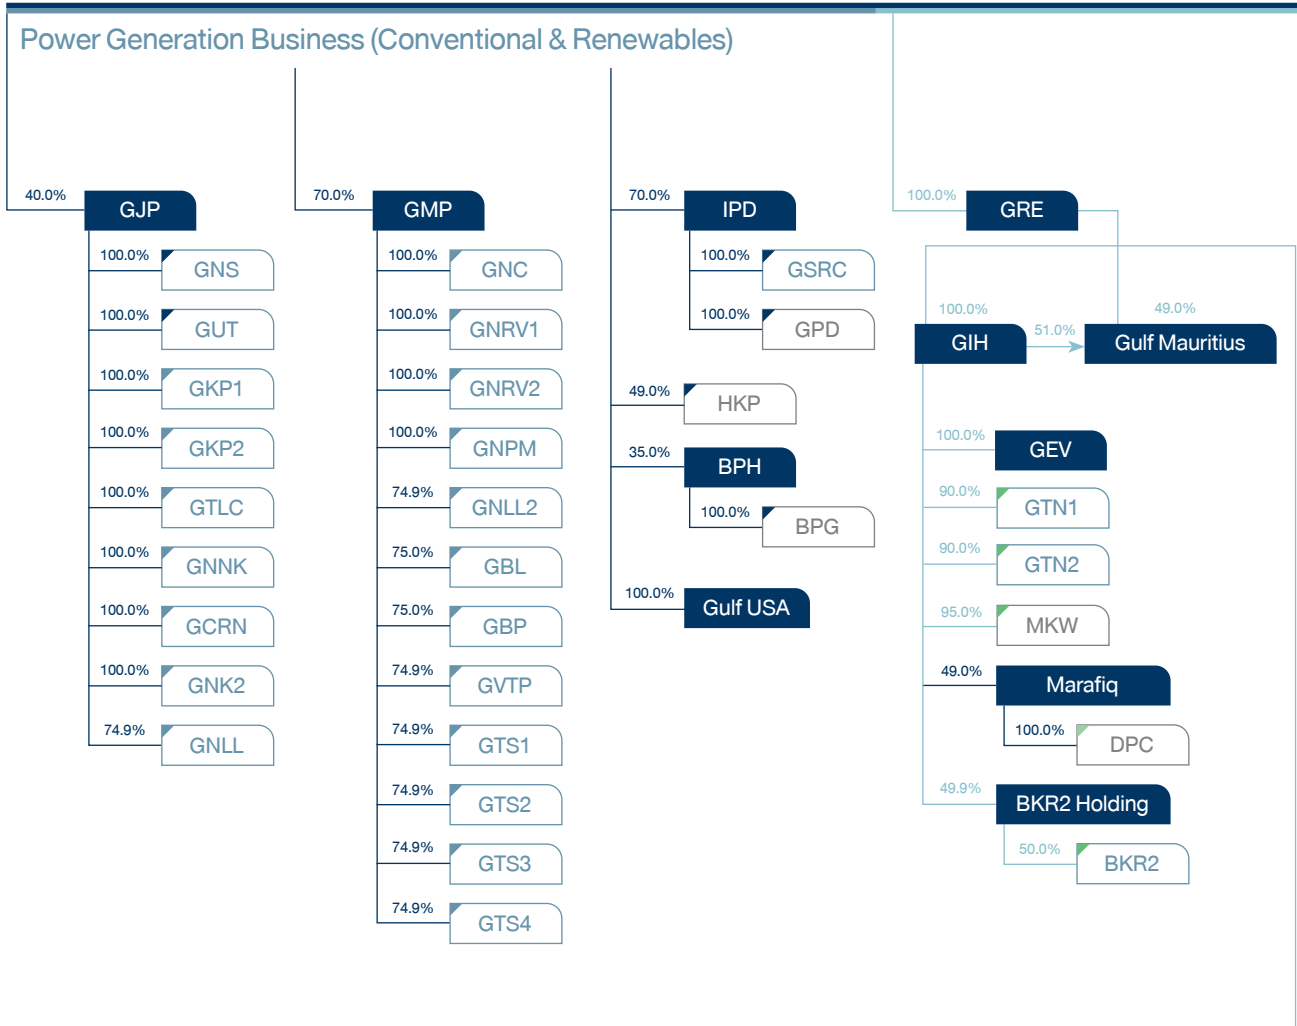 Power Generation Business (Conventional & Renewables)
40.0%
GJP
100.0%
GNS
100.0%
GUT
100.0%
GKP1
100.0%
GKP2
100.0%
GTLC
100.0%
GNNK
100.0%
GCRN
100.0%
GNK2
74.9%
GNLL
70.0%
GMP
100.0%
GNC
100.0%
GNRV1
100.0%
GNRV2
100.0%
GNPM
74.9%
GNLL2
75.0%
GBL
75.0%
GBP
74.9%
GVTP
74.9%
GTS1
74.9%
GTS2
74.9%
GTS3
74.9%
GTS4
70.0%
IPD
100.0%
GSRC
100.0%
GPD
49.0%
HKP
35.0%
BPH
100.0%
BPG
100.0%
Gulf USA
100.0%
GRE
100.0%
GIH
51.0%
49.0%
Gulf Mauritius
100.0%
GEV
90.0%
GTN1
90.0%
GTN2
95.0%
MKW
49.0%
Marafiq
100.0%
DPC
49.9%
BKR2 Holding
50.0%
BKR2